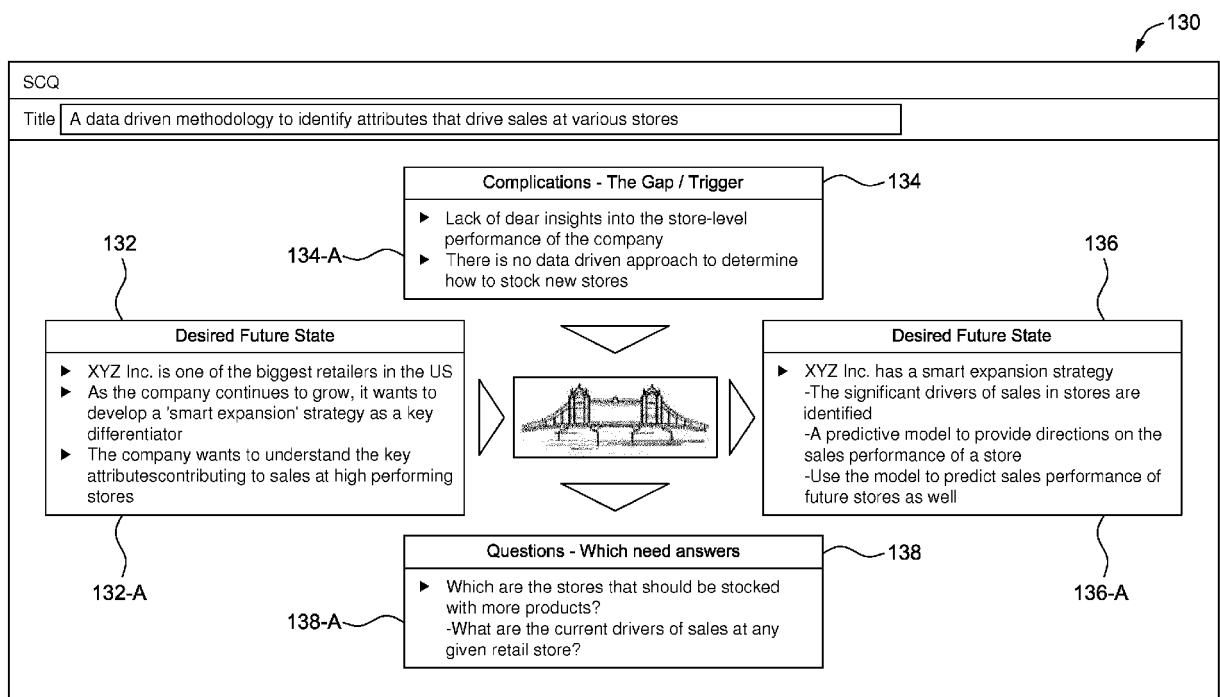 130
SCQ
Title A data driven methodology to identify attributes that drive sales at various stores
Complications - The Gap / Trigger
134
► Lack of dear insights into the store-level
performance of the company
► There is no data driven approach to determine
how to stock new stores
134-A
132
Desired Future State
► XYZ Inc. is one of the biggest retailers in the US
► As the company continues to grow, it wants to
develop a 'smart expansion' strategy as a key
differentiator
► The company wants to understand the key
attributescontributing to sales at high performing
stores
132-A
136
Desired Future State
► XYZ Inc. has a smart expansion strategy
-The significant drivers of sales in stores are
identified
-A predictive model to provide directions on the
sales performance of a store
-Use the model to predict sales performance of
future stores as well
136-A
Questions - Which need answers
138
► Which are the stores that should be stocked
with more products?
-What are the current drivers of sales at any
given retail store?
138-A